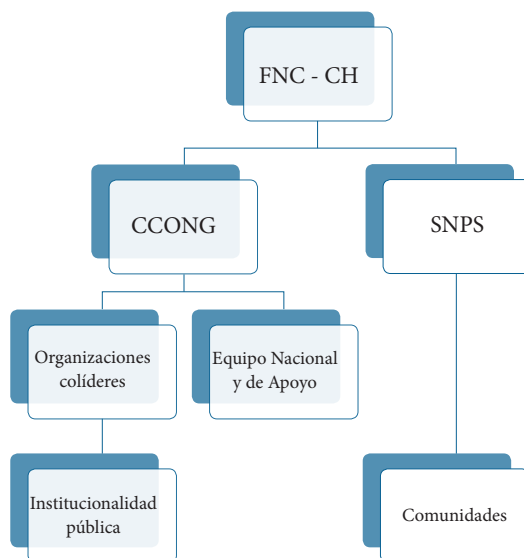 FNC - CH
CCONG
SNPS
Organizaciones
colíderes
Equipo Nacional
y de Apoyo
Institucionalidad
pública
Comunidades